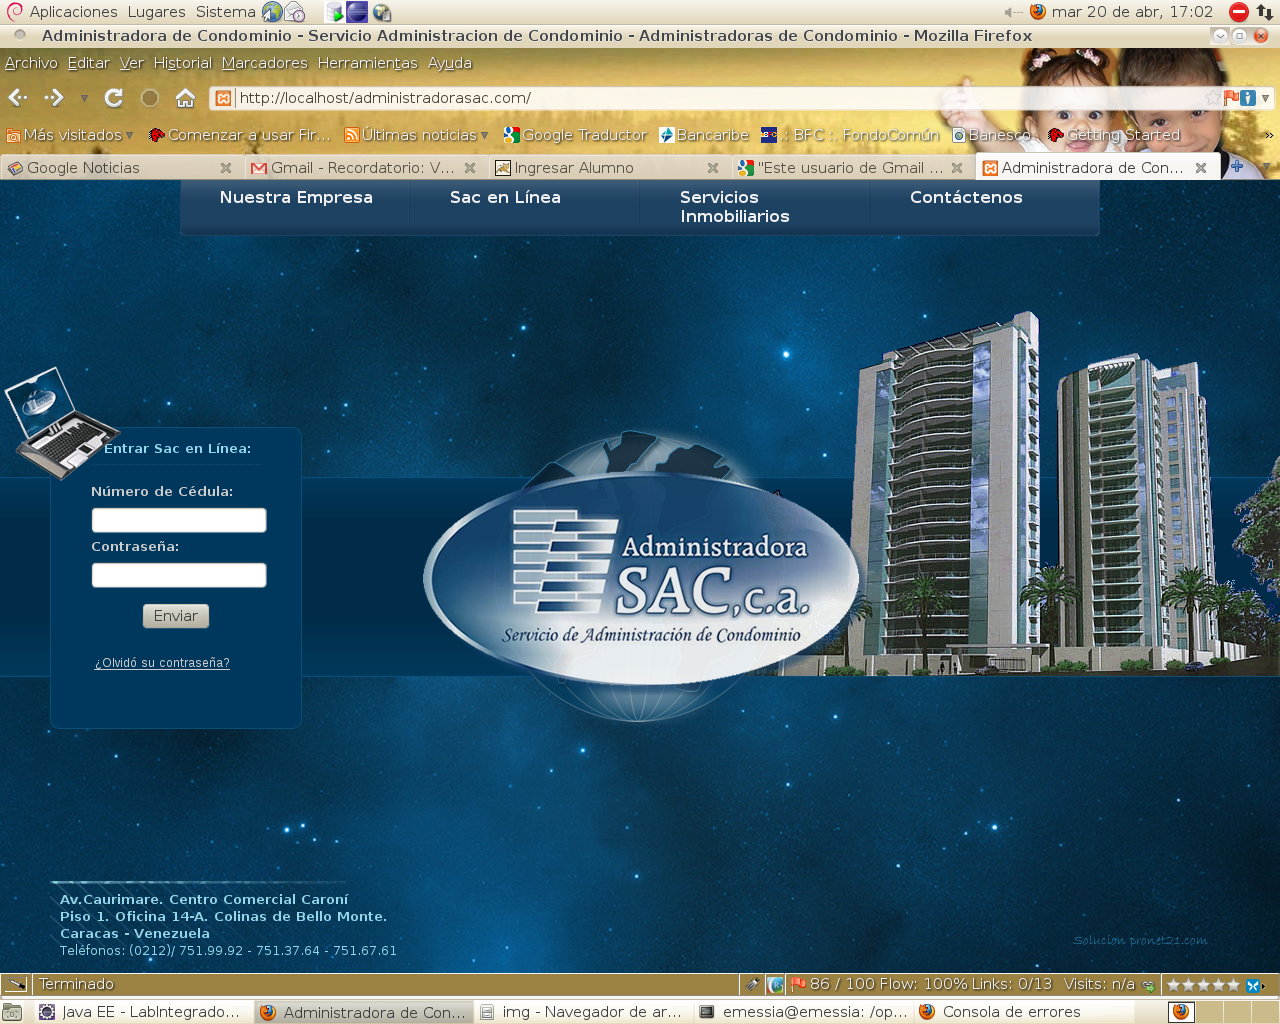 Aplicaciones Lugares Sistema mar 20 de abr, 17:02
Administradora de Condominio - Servicio Administracion de Condominio - Administradoras de Condominio - Mozilla Firefox
Archivo Editar Ver Historial Marcadores Herramientas Ayuda
http://localhost/administradorasac.com/
Más visitados Comenzar a usar Fir... Últimas noticias Google Traductor Bancaribe .: BFC :. FondoComún Banesco Getting Started »
Google Noticias Gmail - Recordatorio: V... Ingresar Alumno "Este usuario de Gmail ... Administradora de Con...
Nuestra Empresa Sac en Línea Servicios Inmobiliarios Contáctenos
Entrar Sac en Línea:
Número de Cédula:
Contraseña:
Enviar
¿Olvidó su contraseña?
Administradora
SAC,c.a.
Servicio de Administración de Condominio
Av.Caurimare. Centro Comercial Caroní
Piso 1. Oficina 14-A. Colinas de Bello Monte.
Caracas - Venezuela
Teléfonos: (0212)/ 751.99.92 - 751.37.64 - 751.67.61
Solucion pronet21.com
Terminado 86 / 100 Flow: 100% Links: 0/13 Visits: n/a
Java EE - LabIntegrado... Administradora de Con... img - Navegador de ar... emessia@emessia: /op... Consola de errores